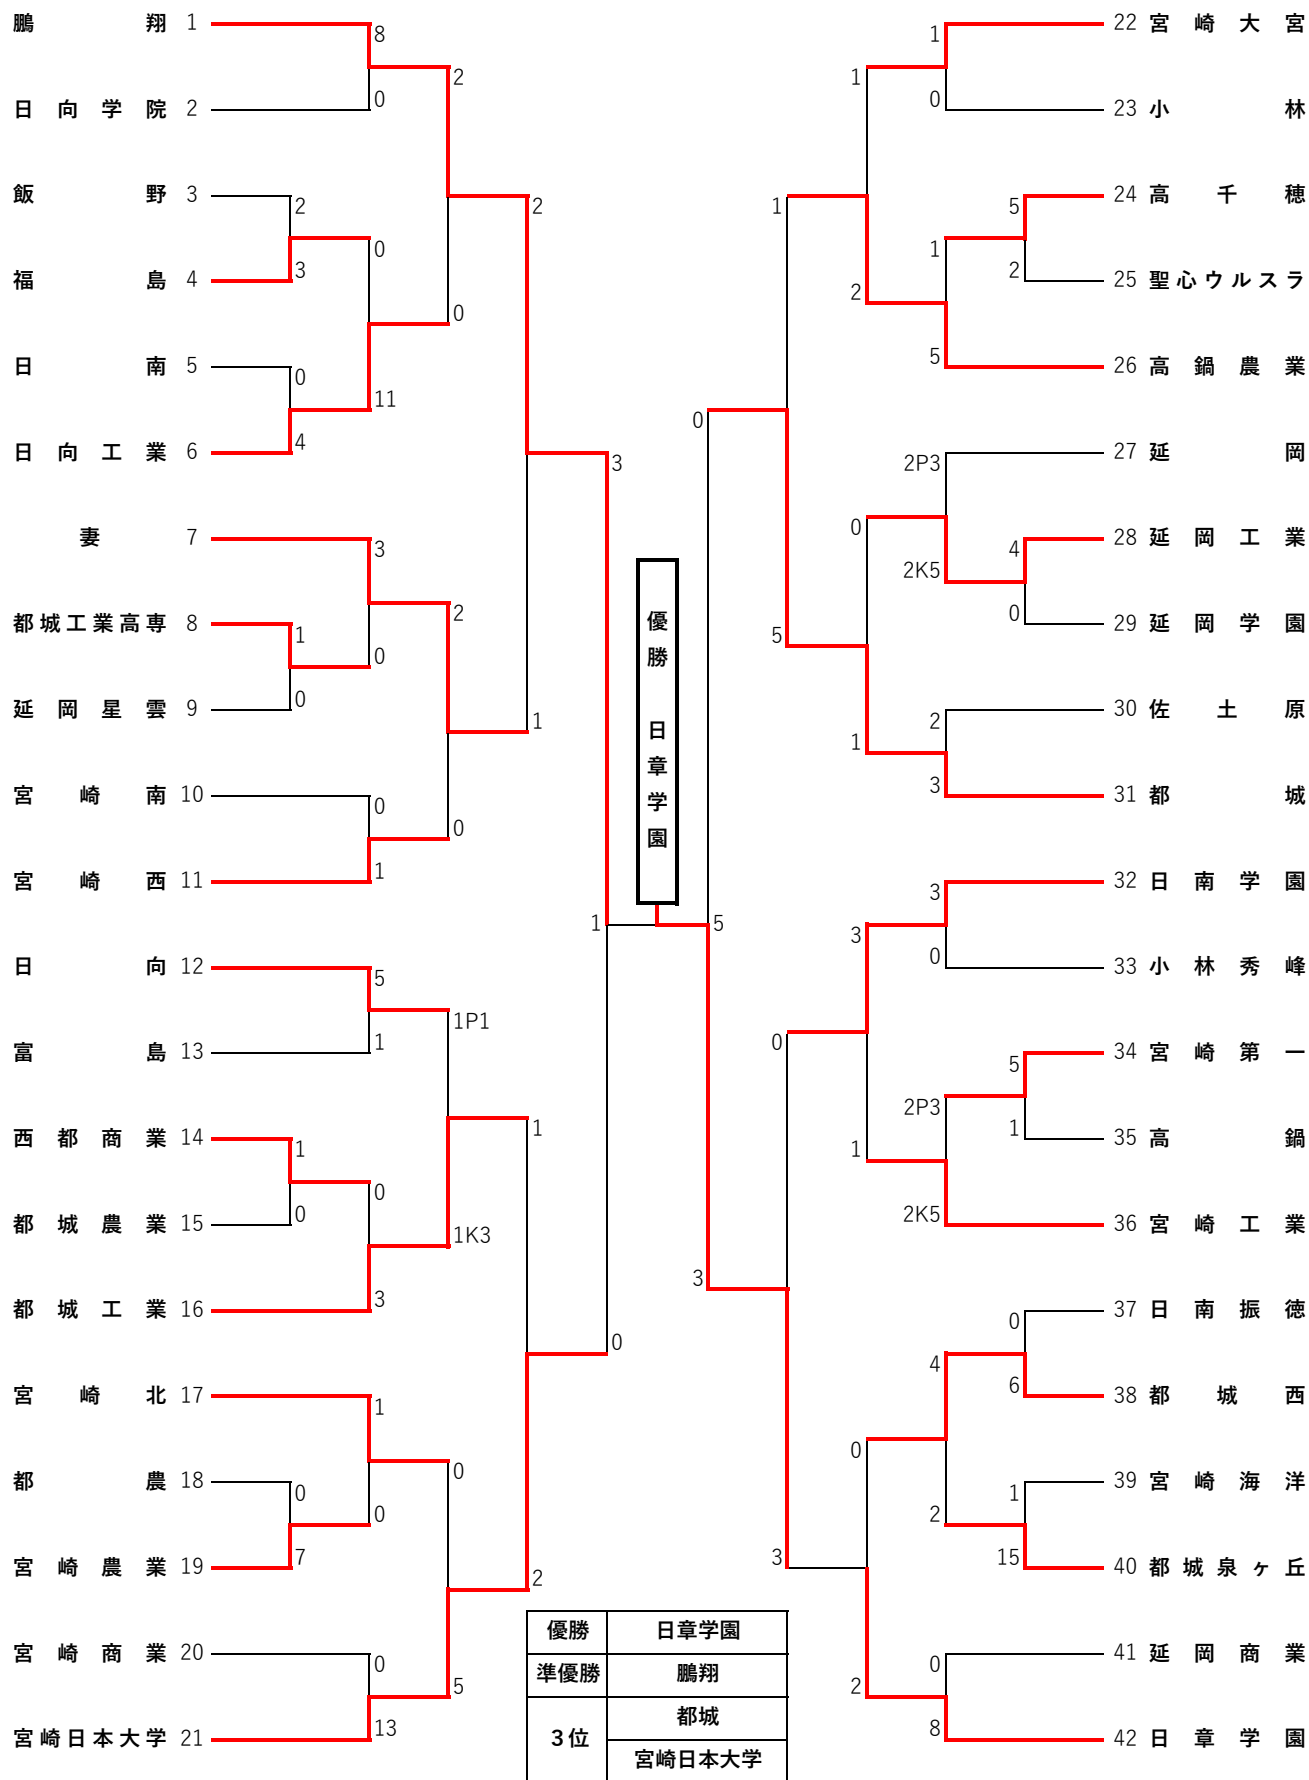 鵬翔 1
日向学院 2
飯野 3
福島 4
日南 5
日向工業 6
妻 7
都城工業高専 8
延岡星雲 9
宮崎南 10
宮崎西 11
日向 12
富島 13
西都商業 14
都城農業 15
都城工業 16
宮崎北 17
都農 18
宮崎農業 19
宮崎商業 20
宮崎日本大学 21
8
0
2
3
0
4
1
0
0
11
3
0
0
1
5
1
1
0
0
3
1
0
7
0
0
13
2
0
2
0
1P1
1K3
0
5
2
1
1
2
3
0
1
優勝 日章学園
5
0
3
1
5
0
3
1
2
0
1
3
1
0
2
1
0
1
5
2P3
2K5
2
3
3
0
2P3
2K5
4
2
0
8
5
2
4
0
5
1
0
6
1
15
22 宮崎大宮
23 小林
24 高千穂
25 聖心ウルスラ
26 高鍋農業
27 延岡
28 延岡工業
29 延岡学園
30 佐土原
31 都城
32 日南学園
33 小林秀峰
34 宮崎第一
35 高鍋
36 宮崎工業
37 日南振徳
38 都城西
39 宮崎海洋
40 都城泉ヶ丘
41 延岡商業
42 日章学園
優勝 日章学園
準優勝 鵬翔
3位 都城
宮崎日本大学